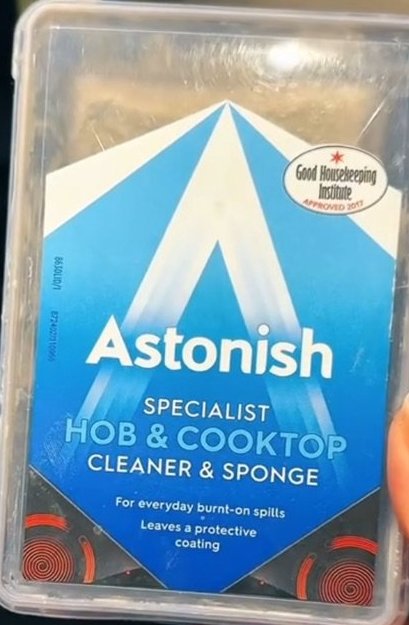 Good Housekeeping
Institute
APPROVED 2017
Astonish
SPECIALIST
HOB & COOKTOP
CLEANER & SPONGE
For everyday burnt-on spills
Leaves a protective
coating